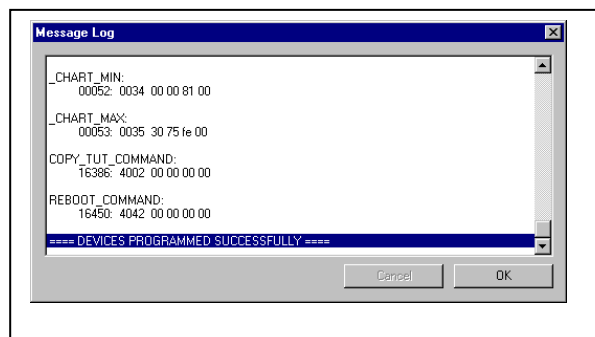 Message Log
_CHART_MIN:
00052: 0034 00 00 81 00
_CHART_MAX:
00053: 0035 30 75 fe 00
COPY_TUT_COMMAND:
16386: 4002 00 00 00 00
REBOOT_COMMAND:
16450: 4042 00 00 00 00
==== DEVICES PROGRAMMED SUCCESSFULLY ====
Cancel OK